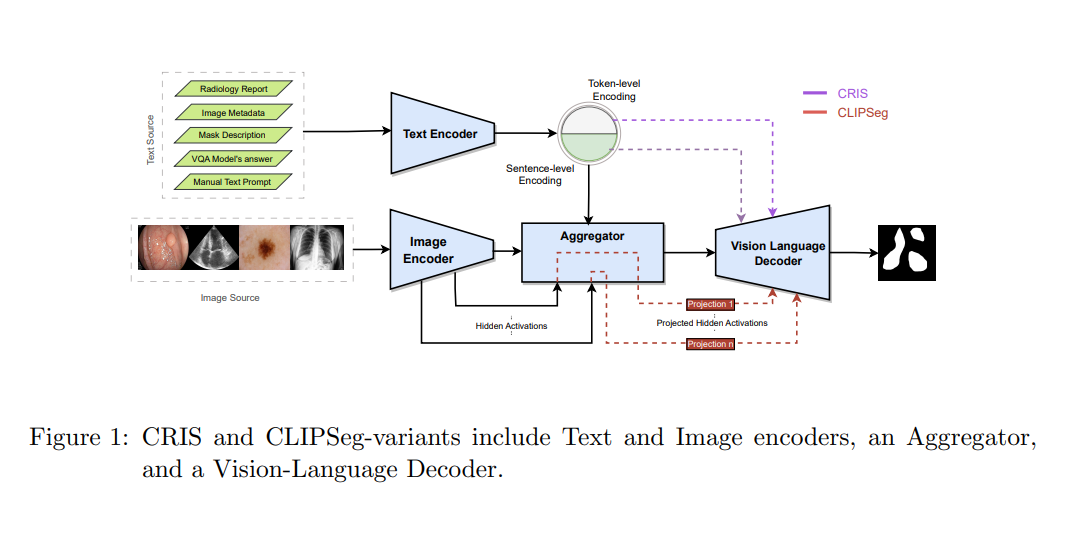 Text Source
Radiology Report
Image Metadata
Mask Description
VQA Model's answer
Manual Text Prompt
Text Encoder
Token-level
Encoding
Sentence-level
Encoding
CRIS
CLIPSeg
Image Source
Image
Encoder
Aggregator
Vision Language
Decoder
Hidden Activations
Projection 1
Projected Hidden Activations
Projection n
Figure 1: CRIS and CLIPSeg-variants include Text and Image encoders, an Aggregator,
and a Vision-Language Decoder.